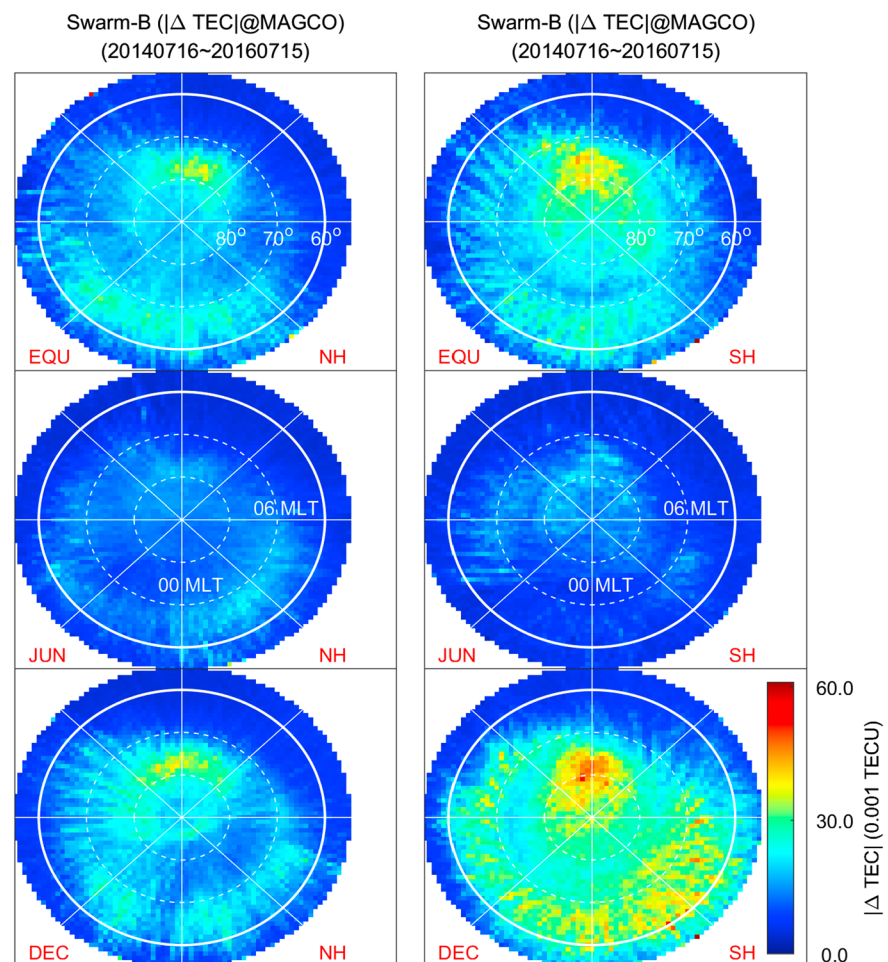 Swarm-B (|Δ TEC|@MAGCO)
(20140716~20160715)
Swarm-B (|Δ TEC|@MAGCO)
(20140716~20160715)
80° 70° 60°
EQU NH
80° 70° 60°
EQU SH
06 MLT
00 MLT
JUN NH
06 MLT
00 MLT
JUN SH
DEC NH
DEC SH
60.0
30.0
0.0
|Δ TEC| (0.001 TECU)